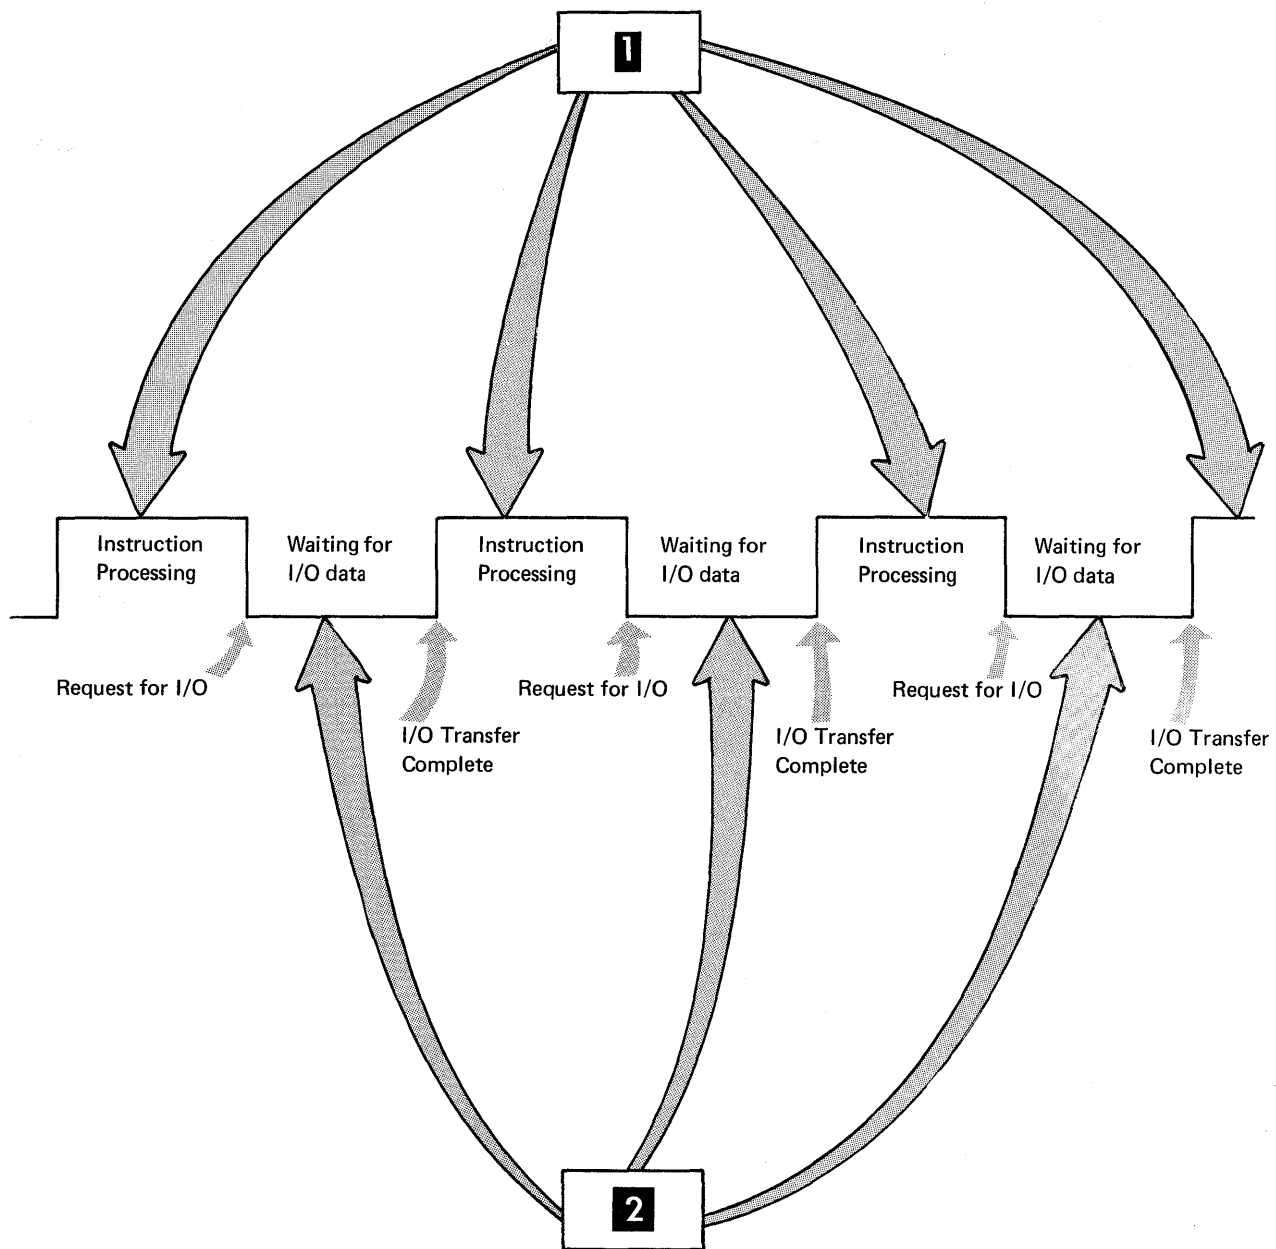 1
Instruction
Processing
Waiting for
I/O data
Instruction
Processing
Waiting for
I/O data
Instruction
Processing
Waiting for
I/O data
Request for I/O
I/O Transfer
Complete
Request for I/O
I/O Transfer
Complete
Request for I/O
I/O Transfer
Complete
2